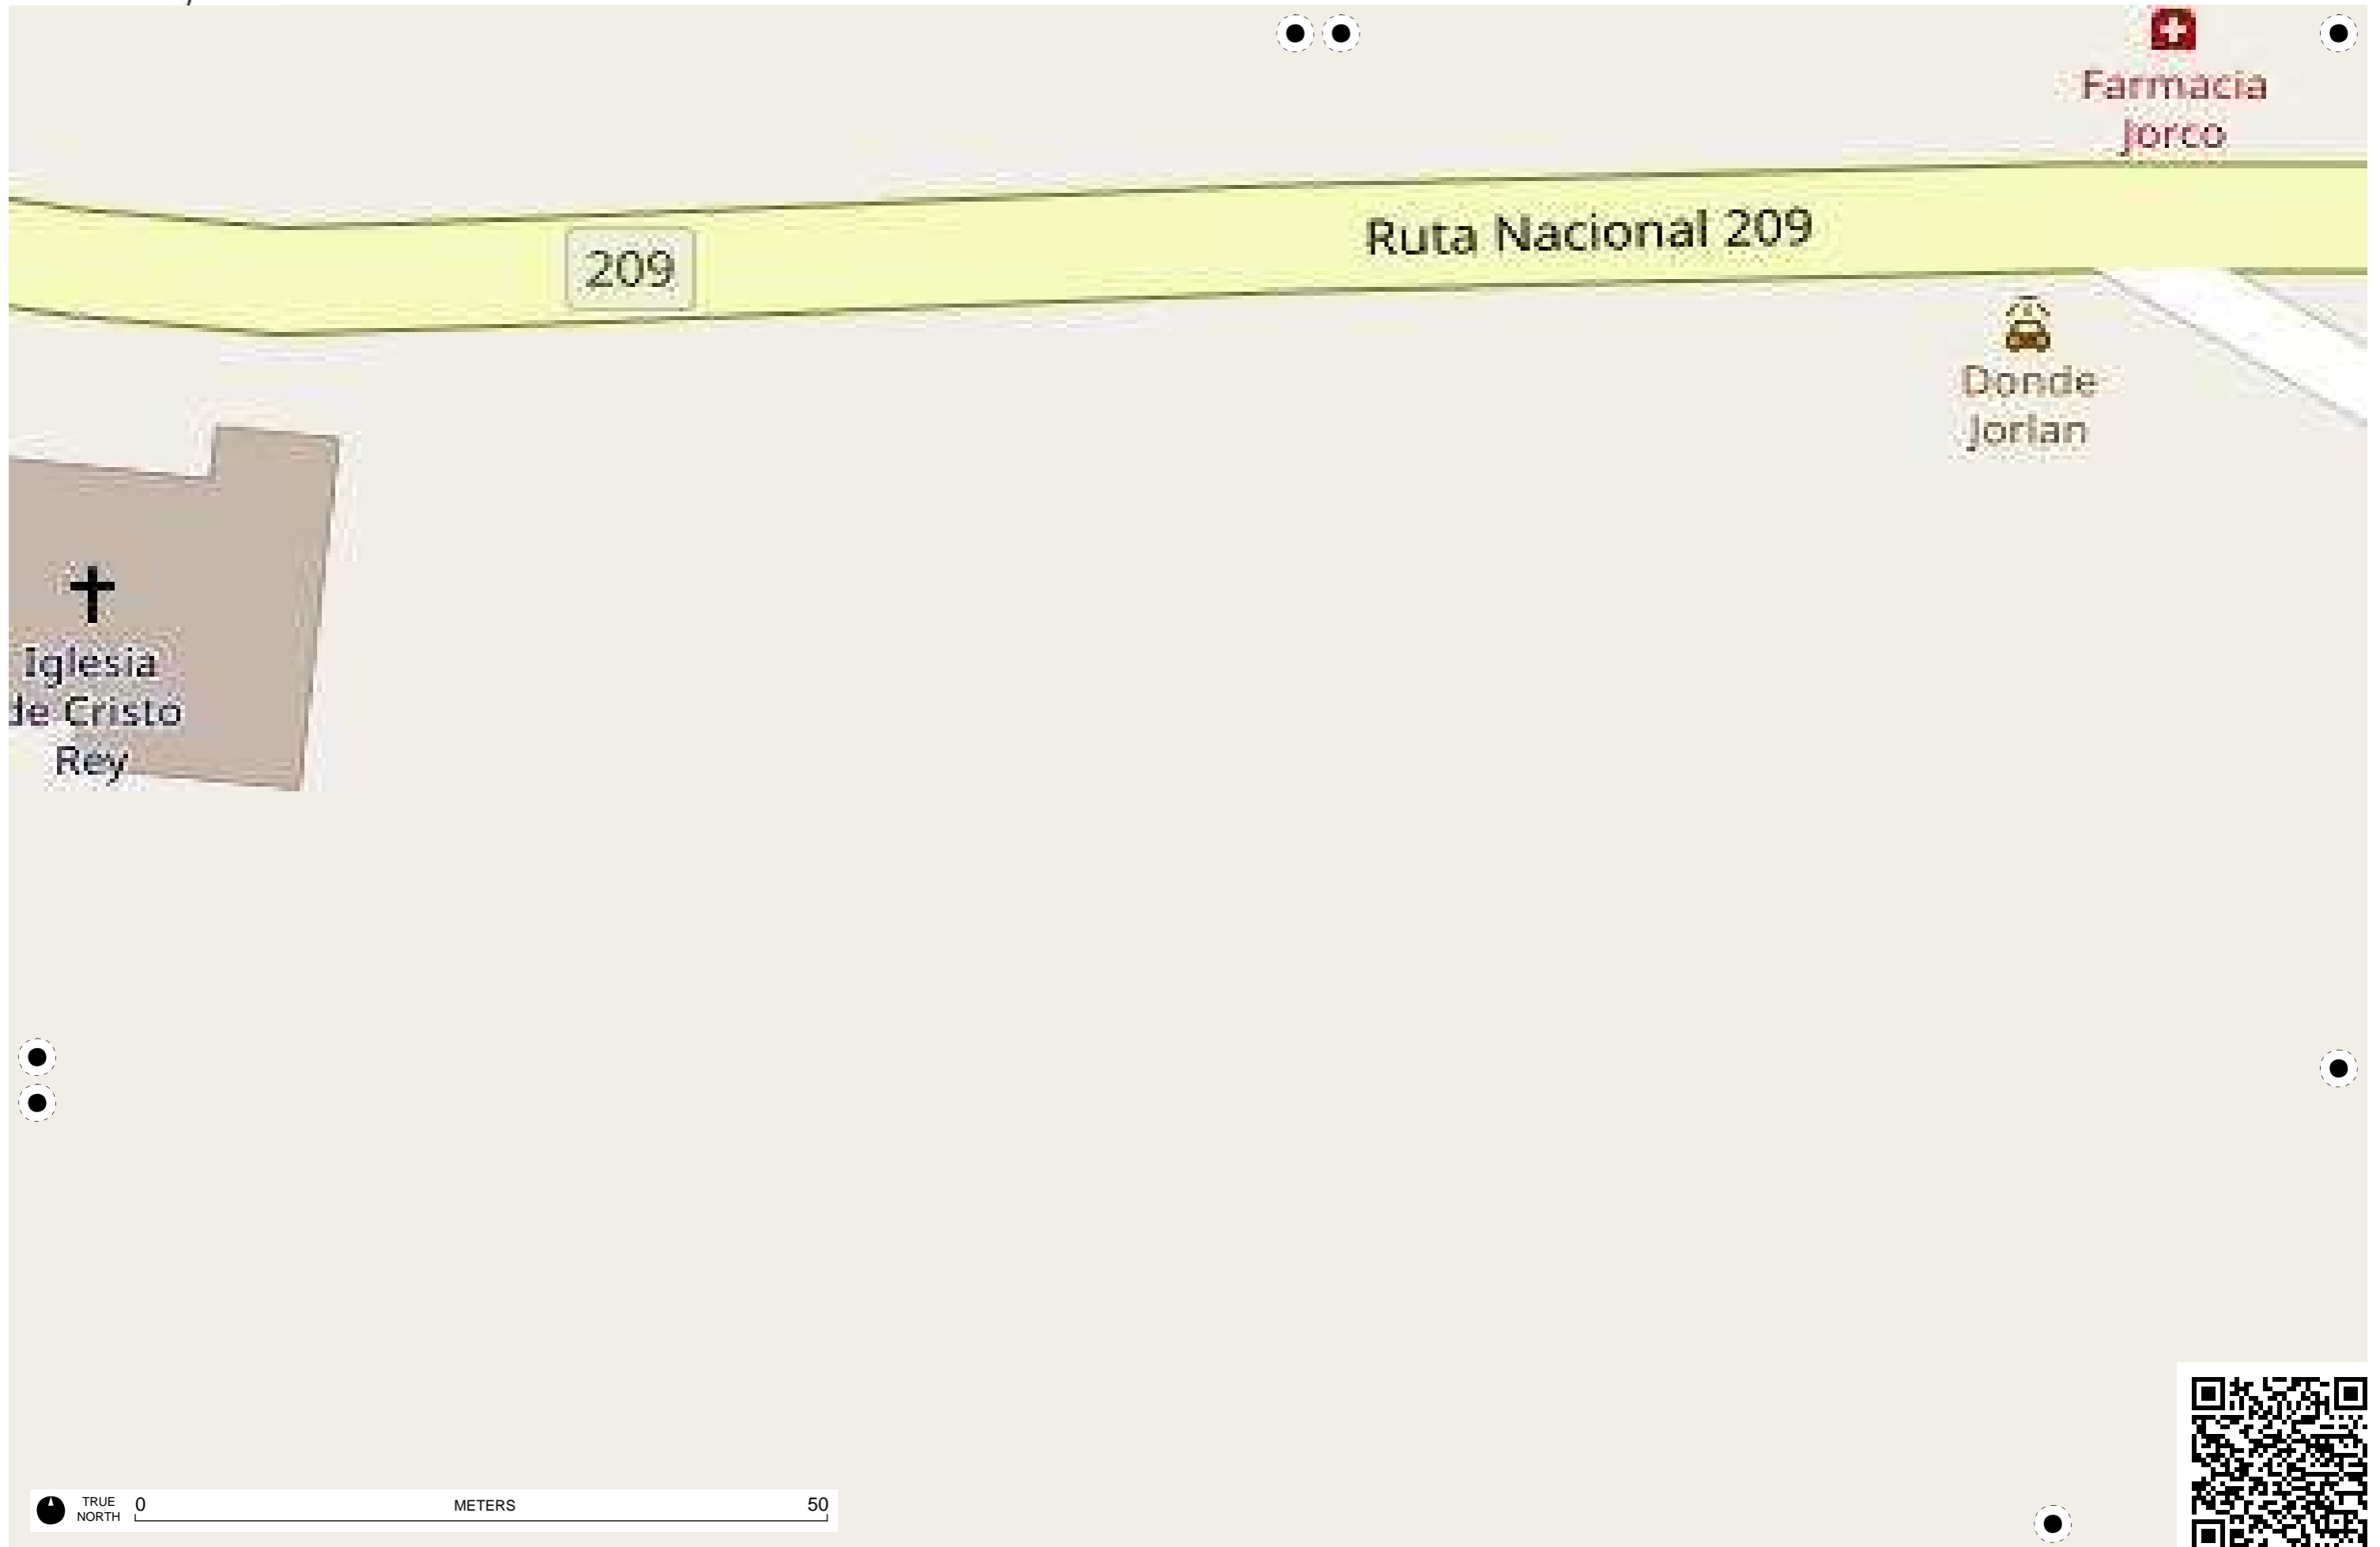 Farmacia
Jorco
Ruta Nacional 209
209
Donde
Jorlan
Iglesia
de Cristo
Rey
TRUE
NORTH
0 METERS 50